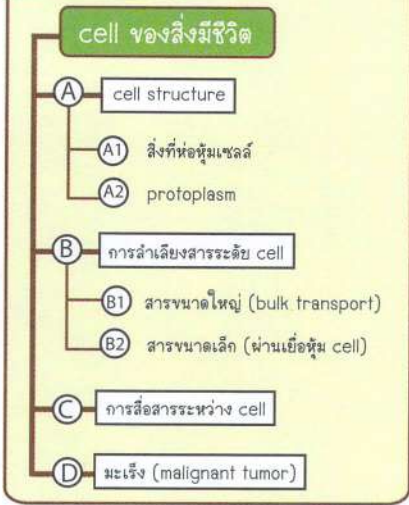 cell ของสิ่งมีชีวิต
A cell structure
A1 สิ่งที่ห่อหุ้มเซลล์
A2 protoplasm
B การลำเลียงสารระดับ cell
B1 สารขนาดใหญ่ (bulk transport)
B2 สารขนาดเล็ก (ผ่านเยื่อหุ้ม cell)
C การสื่อสารระหว่าง cell
D มะเร็ง (malignant tumor)